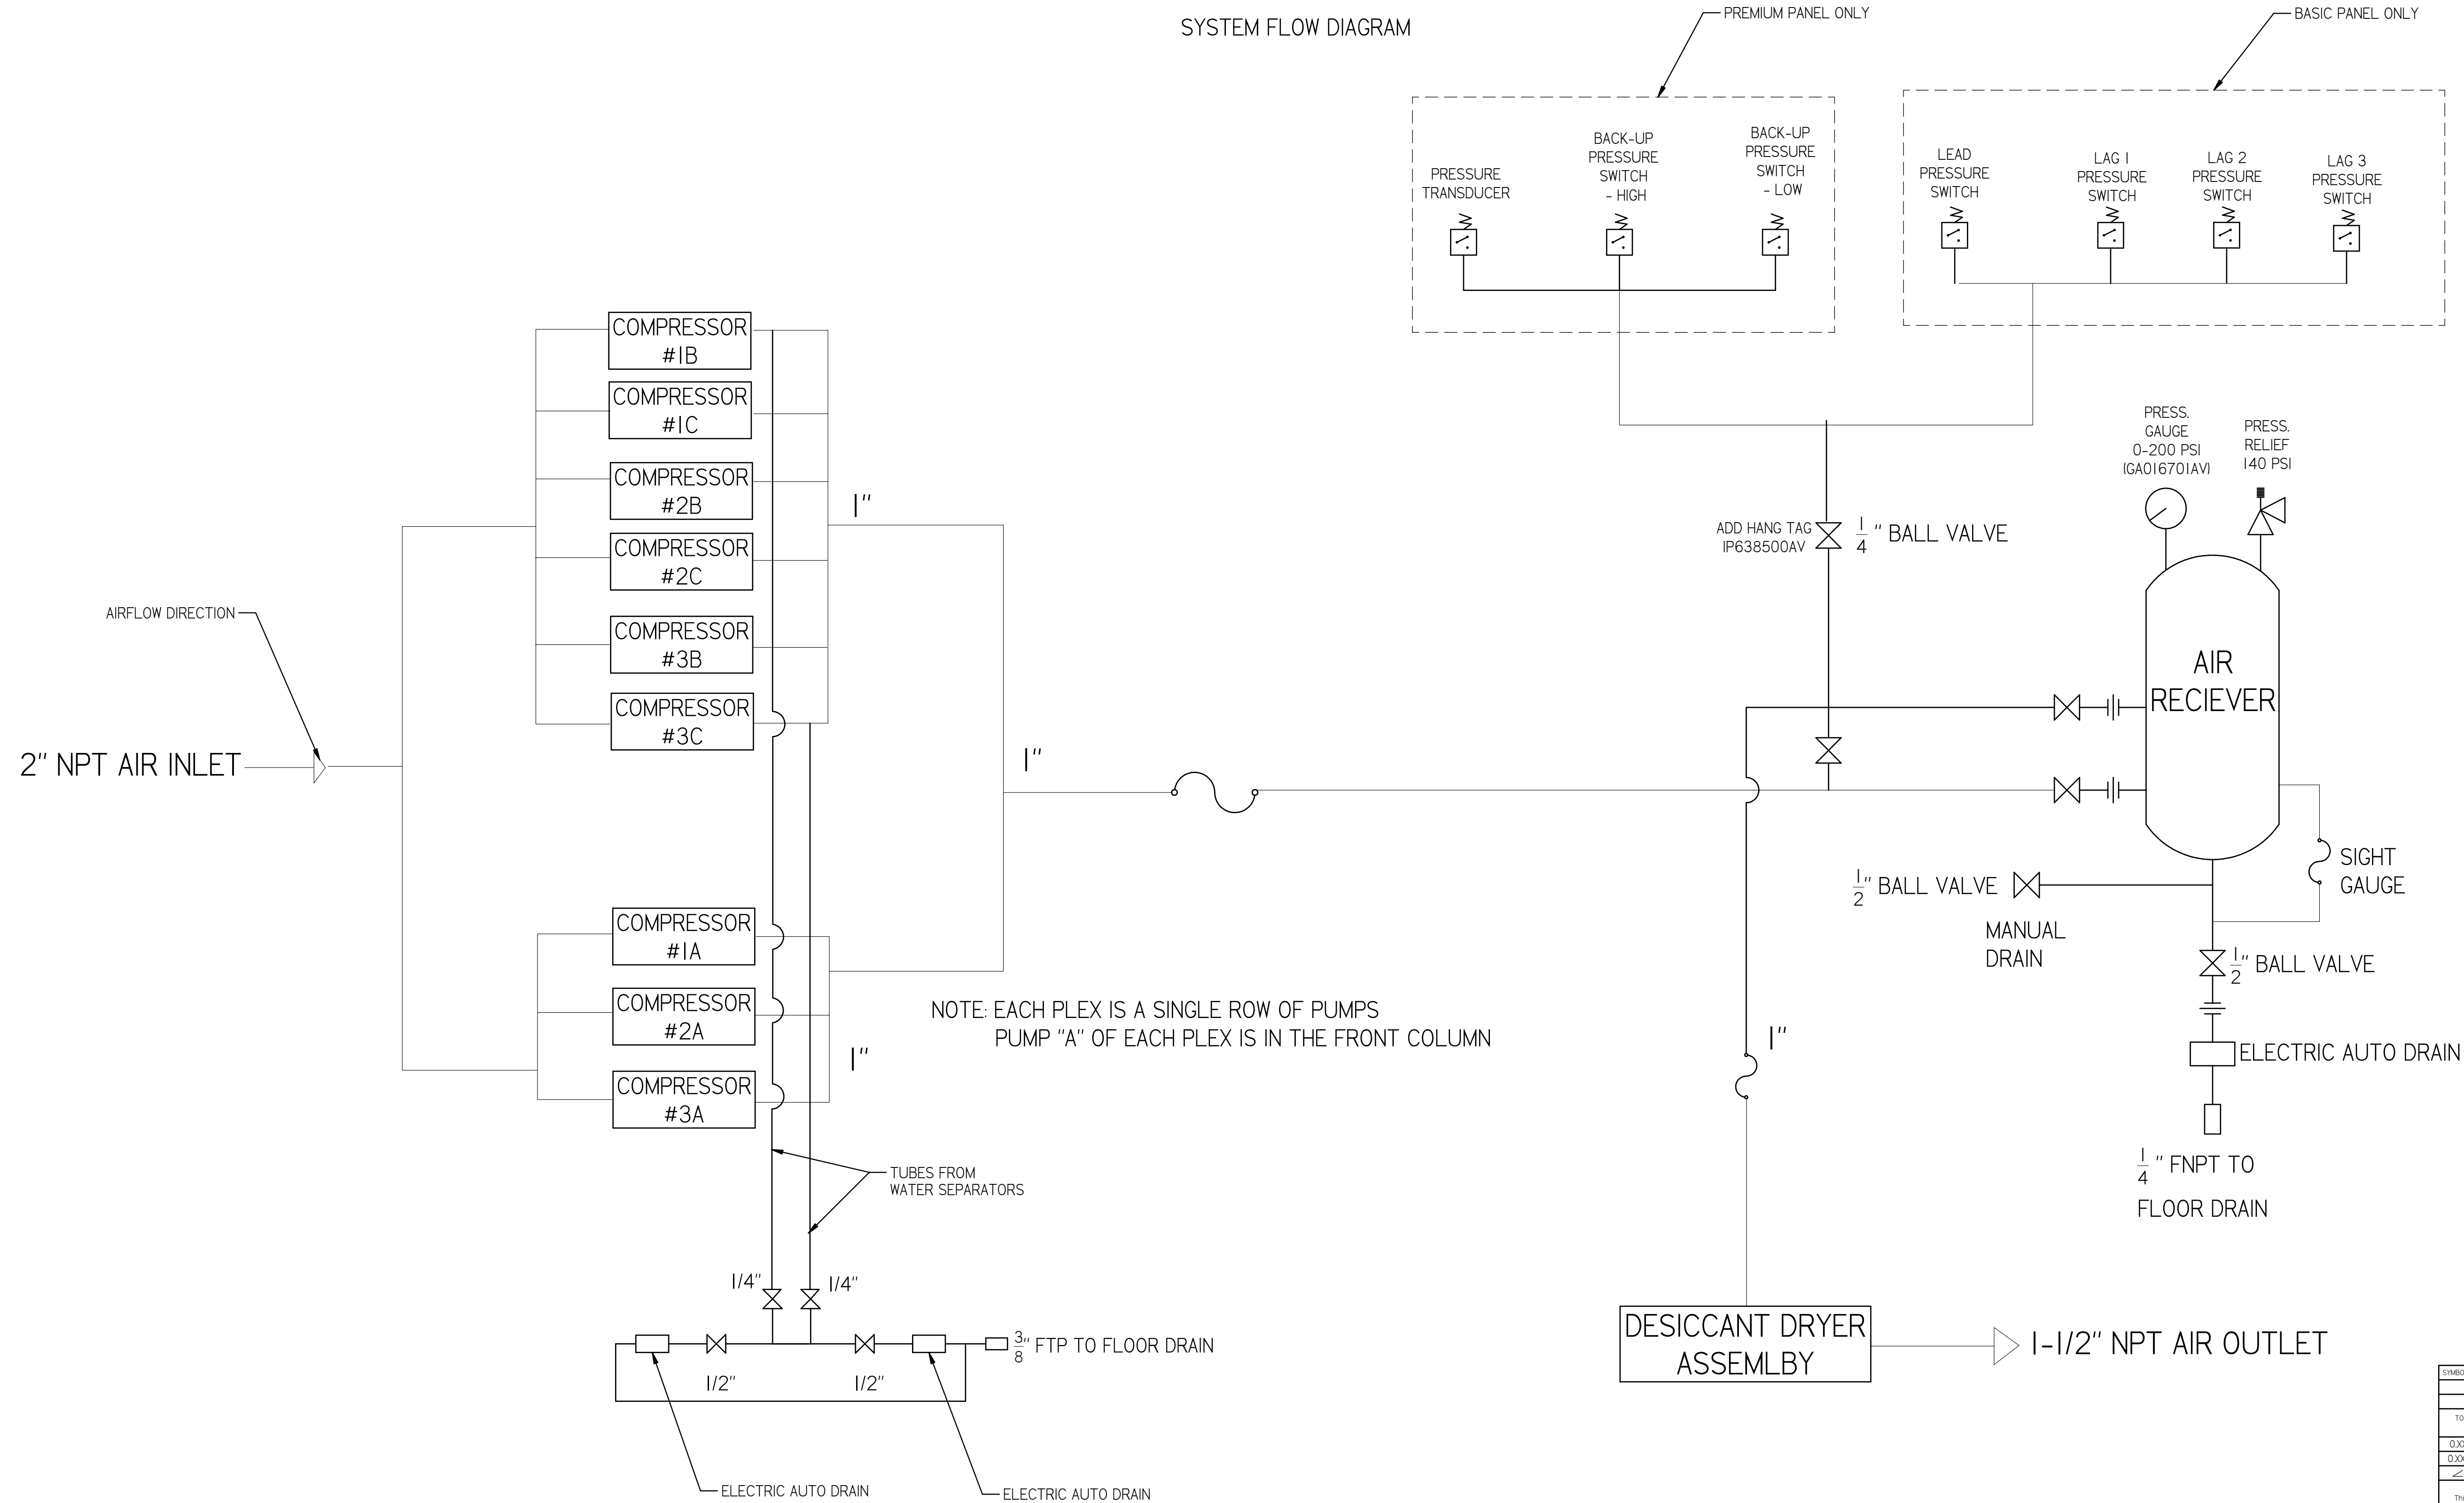 SYSTEM FLOW DIAGRAM
PREMIUM PANEL ONLY
BASIC PANEL ONLY
PRESSURE
TRANSDUCER
BACK-UP
PRESSURE
SWITCH
- HIGH
BACK-UP
PRESSURE
SWITCH
- LOW
LEAD
PRESSURE
SWITCH
LAG 1
PRESSURE
SWITCH
LAG 2
PRESSURE
SWITCH
LAG 3
PRESSURE
SWITCH
COMPRESSOR
#1B
COMPRESSOR
#1C
COMPRESSOR
#2B
COMPRESSOR
#2C
COMPRESSOR
#3B
COMPRESSOR
#3C
1"
PRESS.
GAUGE
0-200 PSI
(GA016701AV)
PRESS.
RELIEF
140 PSI
ADD HANG TAG
IP638500AV
1/4 " BALL VALVE
AIRFLOW DIRECTION
2" NPT AIR INLET
1"
AIR
RECIEVER
SIGHT
GAUGE
1/2" BALL VALVE
MANUAL
DRAIN
1/2" BALL VALVE
COMPRESSOR
#1A
COMPRESSOR
#2A
COMPRESSOR
#3A
1"
NOTE: EACH PLEX IS A SINGLE ROW OF PUMPS
PUMP "A" OF EACH PLEX IS IN THE FRONT COLUMN
1"
ELECTRIC AUTO DRAIN
1/4 " FNPT TO
FLOOR DRAIN
TUBES FROM
WATER SEPARATORS
1/4"
1/4"
3/8" FTP TO FLOOR DRAIN
1/2"
1/2"
ELECTRIC AUTO DRAIN
ELECTRIC AUTO DRAIN
DESICCANT DRYER
ASSEMLBY
1-1/2" NPT AIR OUTLET